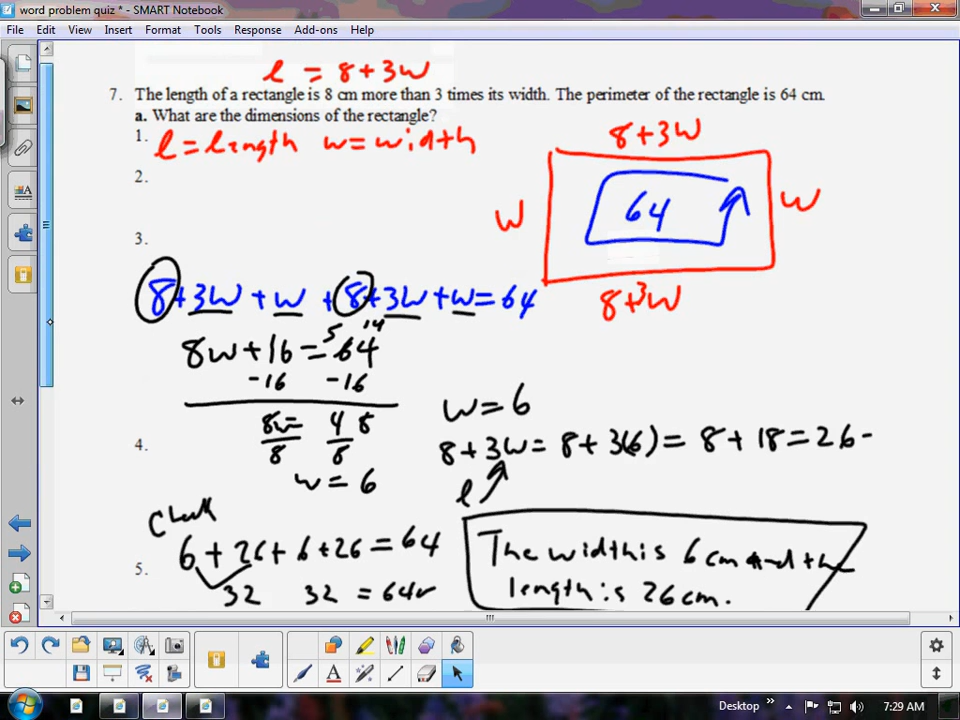 word problem quiz * - SMART Notebook
File Edit View Insert Format Tools Response Add-ons Help
l = 8+3w
7. The length of a rectangle is 8 cm more than 3 times its width. The perimeter of the rectangle is 64 cm.
a. What are the dimensions of the rectangle?
1. l = length w = width
8+3w
2.
w 64 w
3.
8+3w
8+3w+w+8+3w+w=64
5 14
8w+16=64
-16 -16
8w= 48
8 8
w=6
w=6
4. 8+3w=8+3(6)=8+18=26
l
Check
6+26+6+26=64
5. 32 32 =64✓
The width is 6 cm and the
length is 26 cm.
Desktop » 7:29 AM